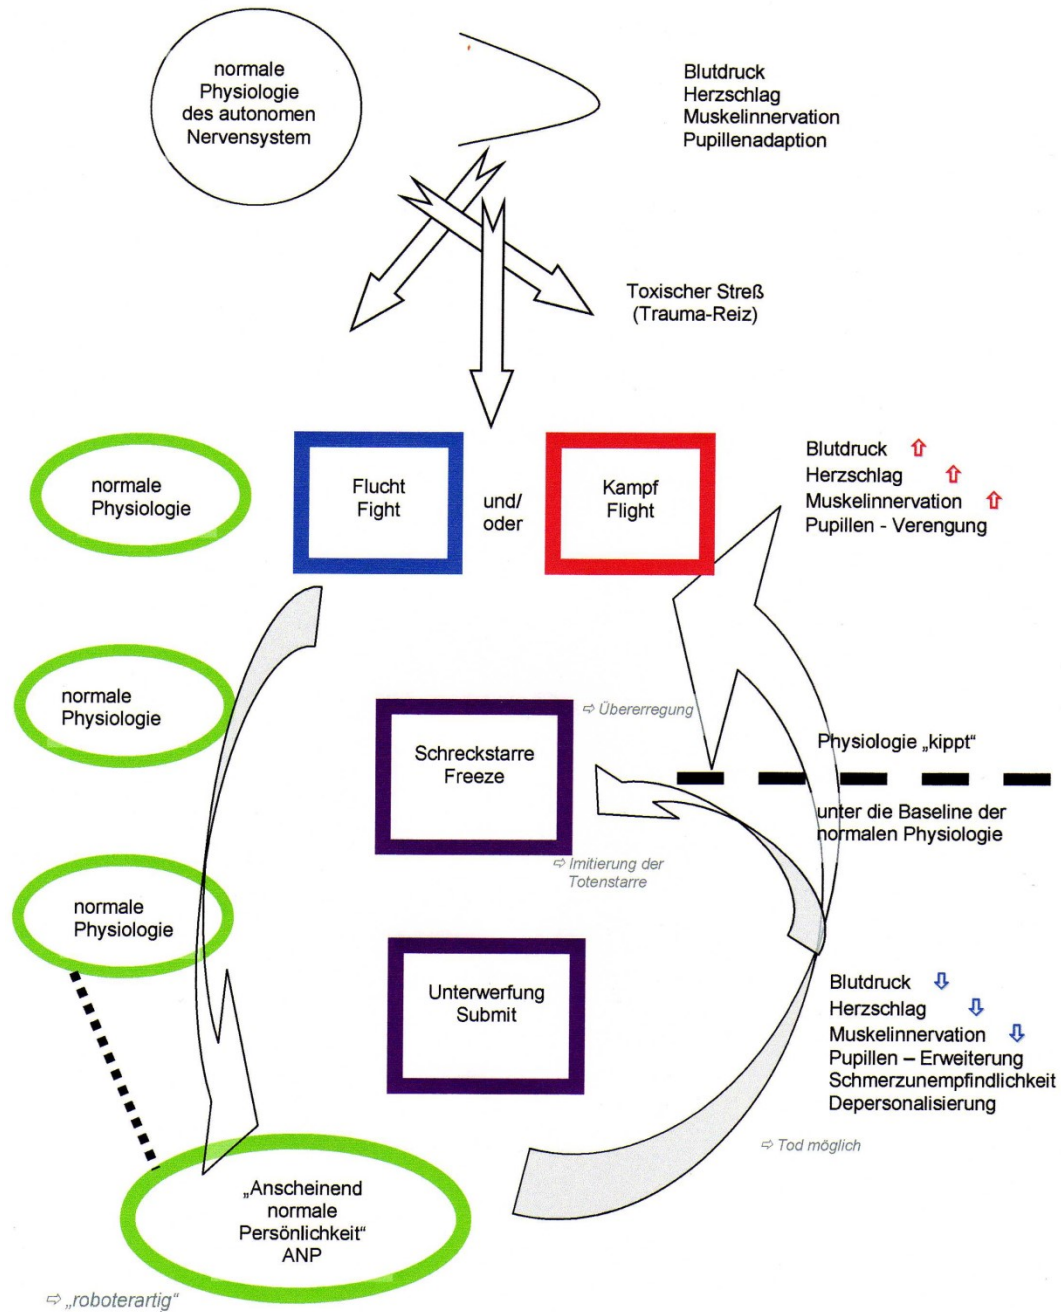 normale
Physiologie
des autonomen
Nervensystem
Blutdruck
Herzschlag
Muskelinnervation
Pupillenadaption
Toxischer Streß
(Trauma-Reiz)
normale
Physiologie
Flucht
Fight
und/
oder
Kampf
Flight
Blutdruck ⇧
Herzschlag ⇧
Muskelinnervation ⇧
Pupillen - Verengung
normale
Physiologie
⇨ Übererregung
Schreckstarre
Freeze
Physiologie „kippt“
unter die Baseline der
normalen Physiologie
⇨ Imitierung der
Totenstarre
normale
Physiologie
Unterwerfung
Submit
Blutdruck ⇩
Herzschlag ⇩
Muskelinnervation ⇩
Pupillen – Erweiterung
Schmerzunempfindlichkeit
Depersonalisierung
⇨ Tod möglich
„Anscheinend
normale
Persönlichkeit“
ANP
⇨ „roboterartig“